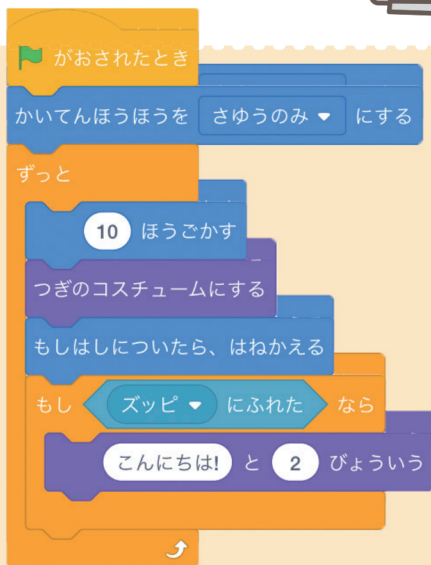 がおされたとき
かいてんほうほうを さゆうのみ にする
ずっと
10 ほうごかす
つぎのコスチュームにする
もしはしについたら、はねかえる
もし ズッピ にふれた なら
こんにちは! と 2 びょういう